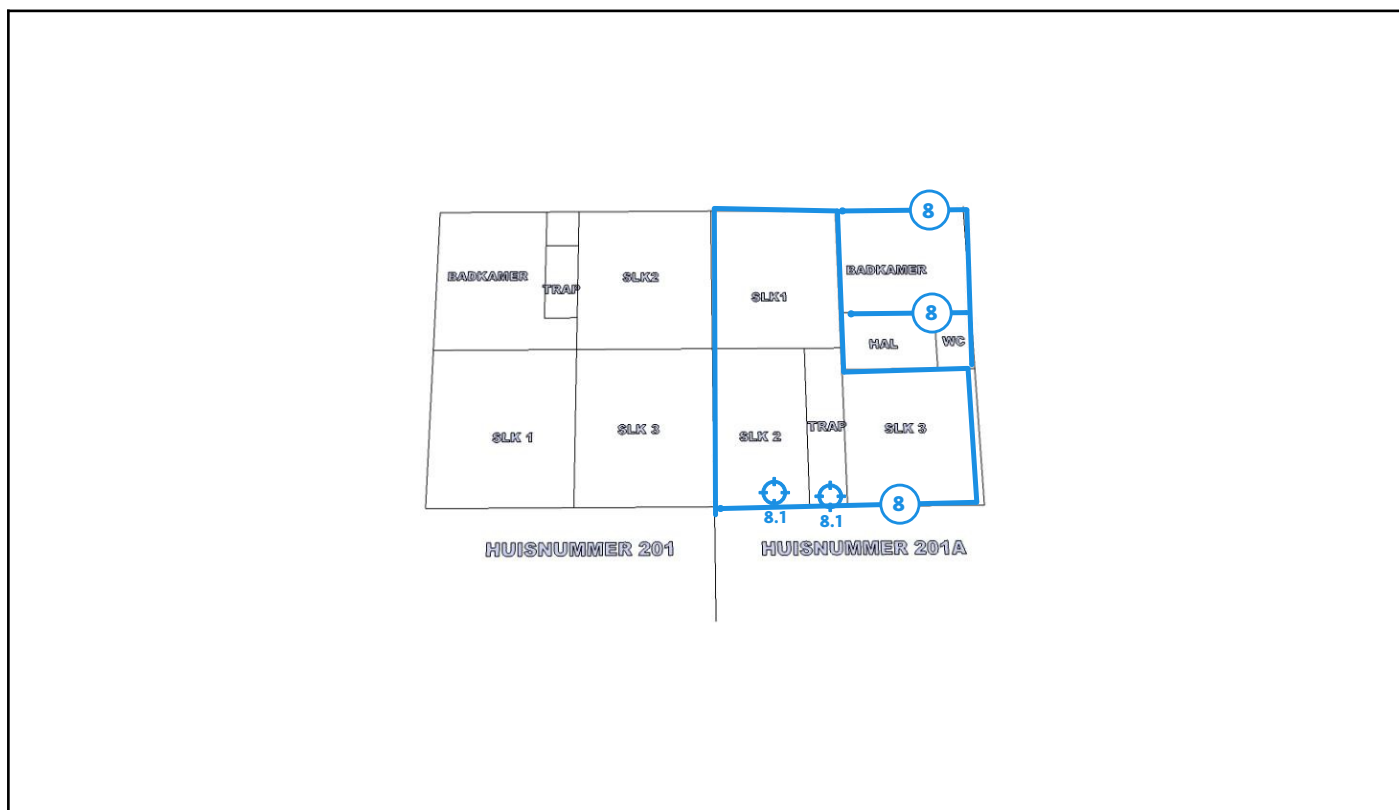 8
BADKAMER
SLK2
TRAP
SLK1
BADKAMER
8
HAL
WC
SLK 1
SLK 3
SLK 2
TRAP
SLK 3
8
8.1
8.1
HUISNUMMER 201
HUISNUMMER 201A